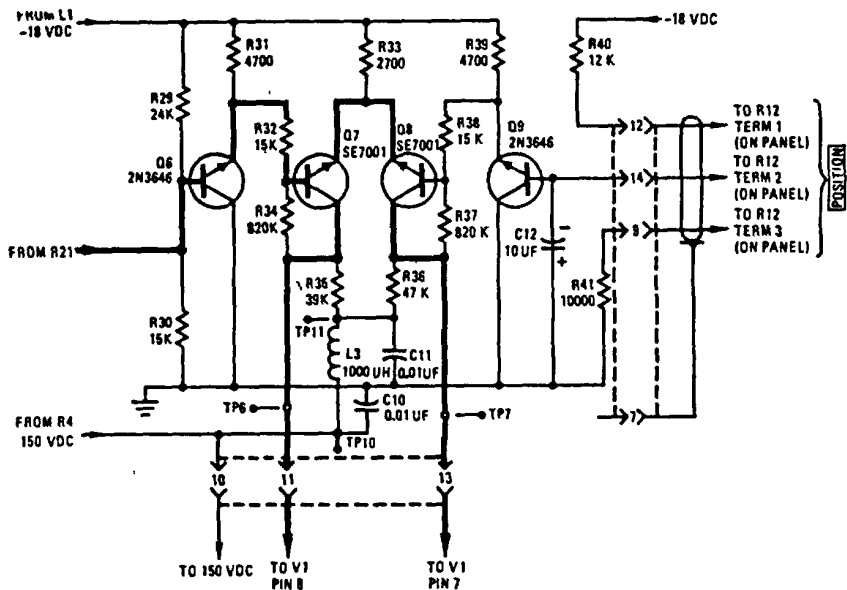 FROM L1
-18 VDC
-18 VDC
R31
4700
R33
2700
R39
4700
R40
12 K
R29
24K
R32
15K
Q7
SE7001
Q8
SE7001
R38
15 K
Q9
2N3646
12
TO R12
TERM 1
(ON PANEL)
Q6
2N3646
14
TO R12
TERM 2
(ON PANEL)
POSITION
R34
820K
R37
820 K
C12
10 UF
-
+
9
TO R12
TERM 3
(ON PANEL)
FROM R21
R35
39K
R36
47 K
R41
10000
R30
15K
TP11
L3
1000 UH
C11
0.01UF
C10
0.01 UF
TP6
TP7
7
FROM R4
150 VDC
TP10
10
11
13
TO 150 VDC
TO V1
PIN 8
TO V1
PIN 7